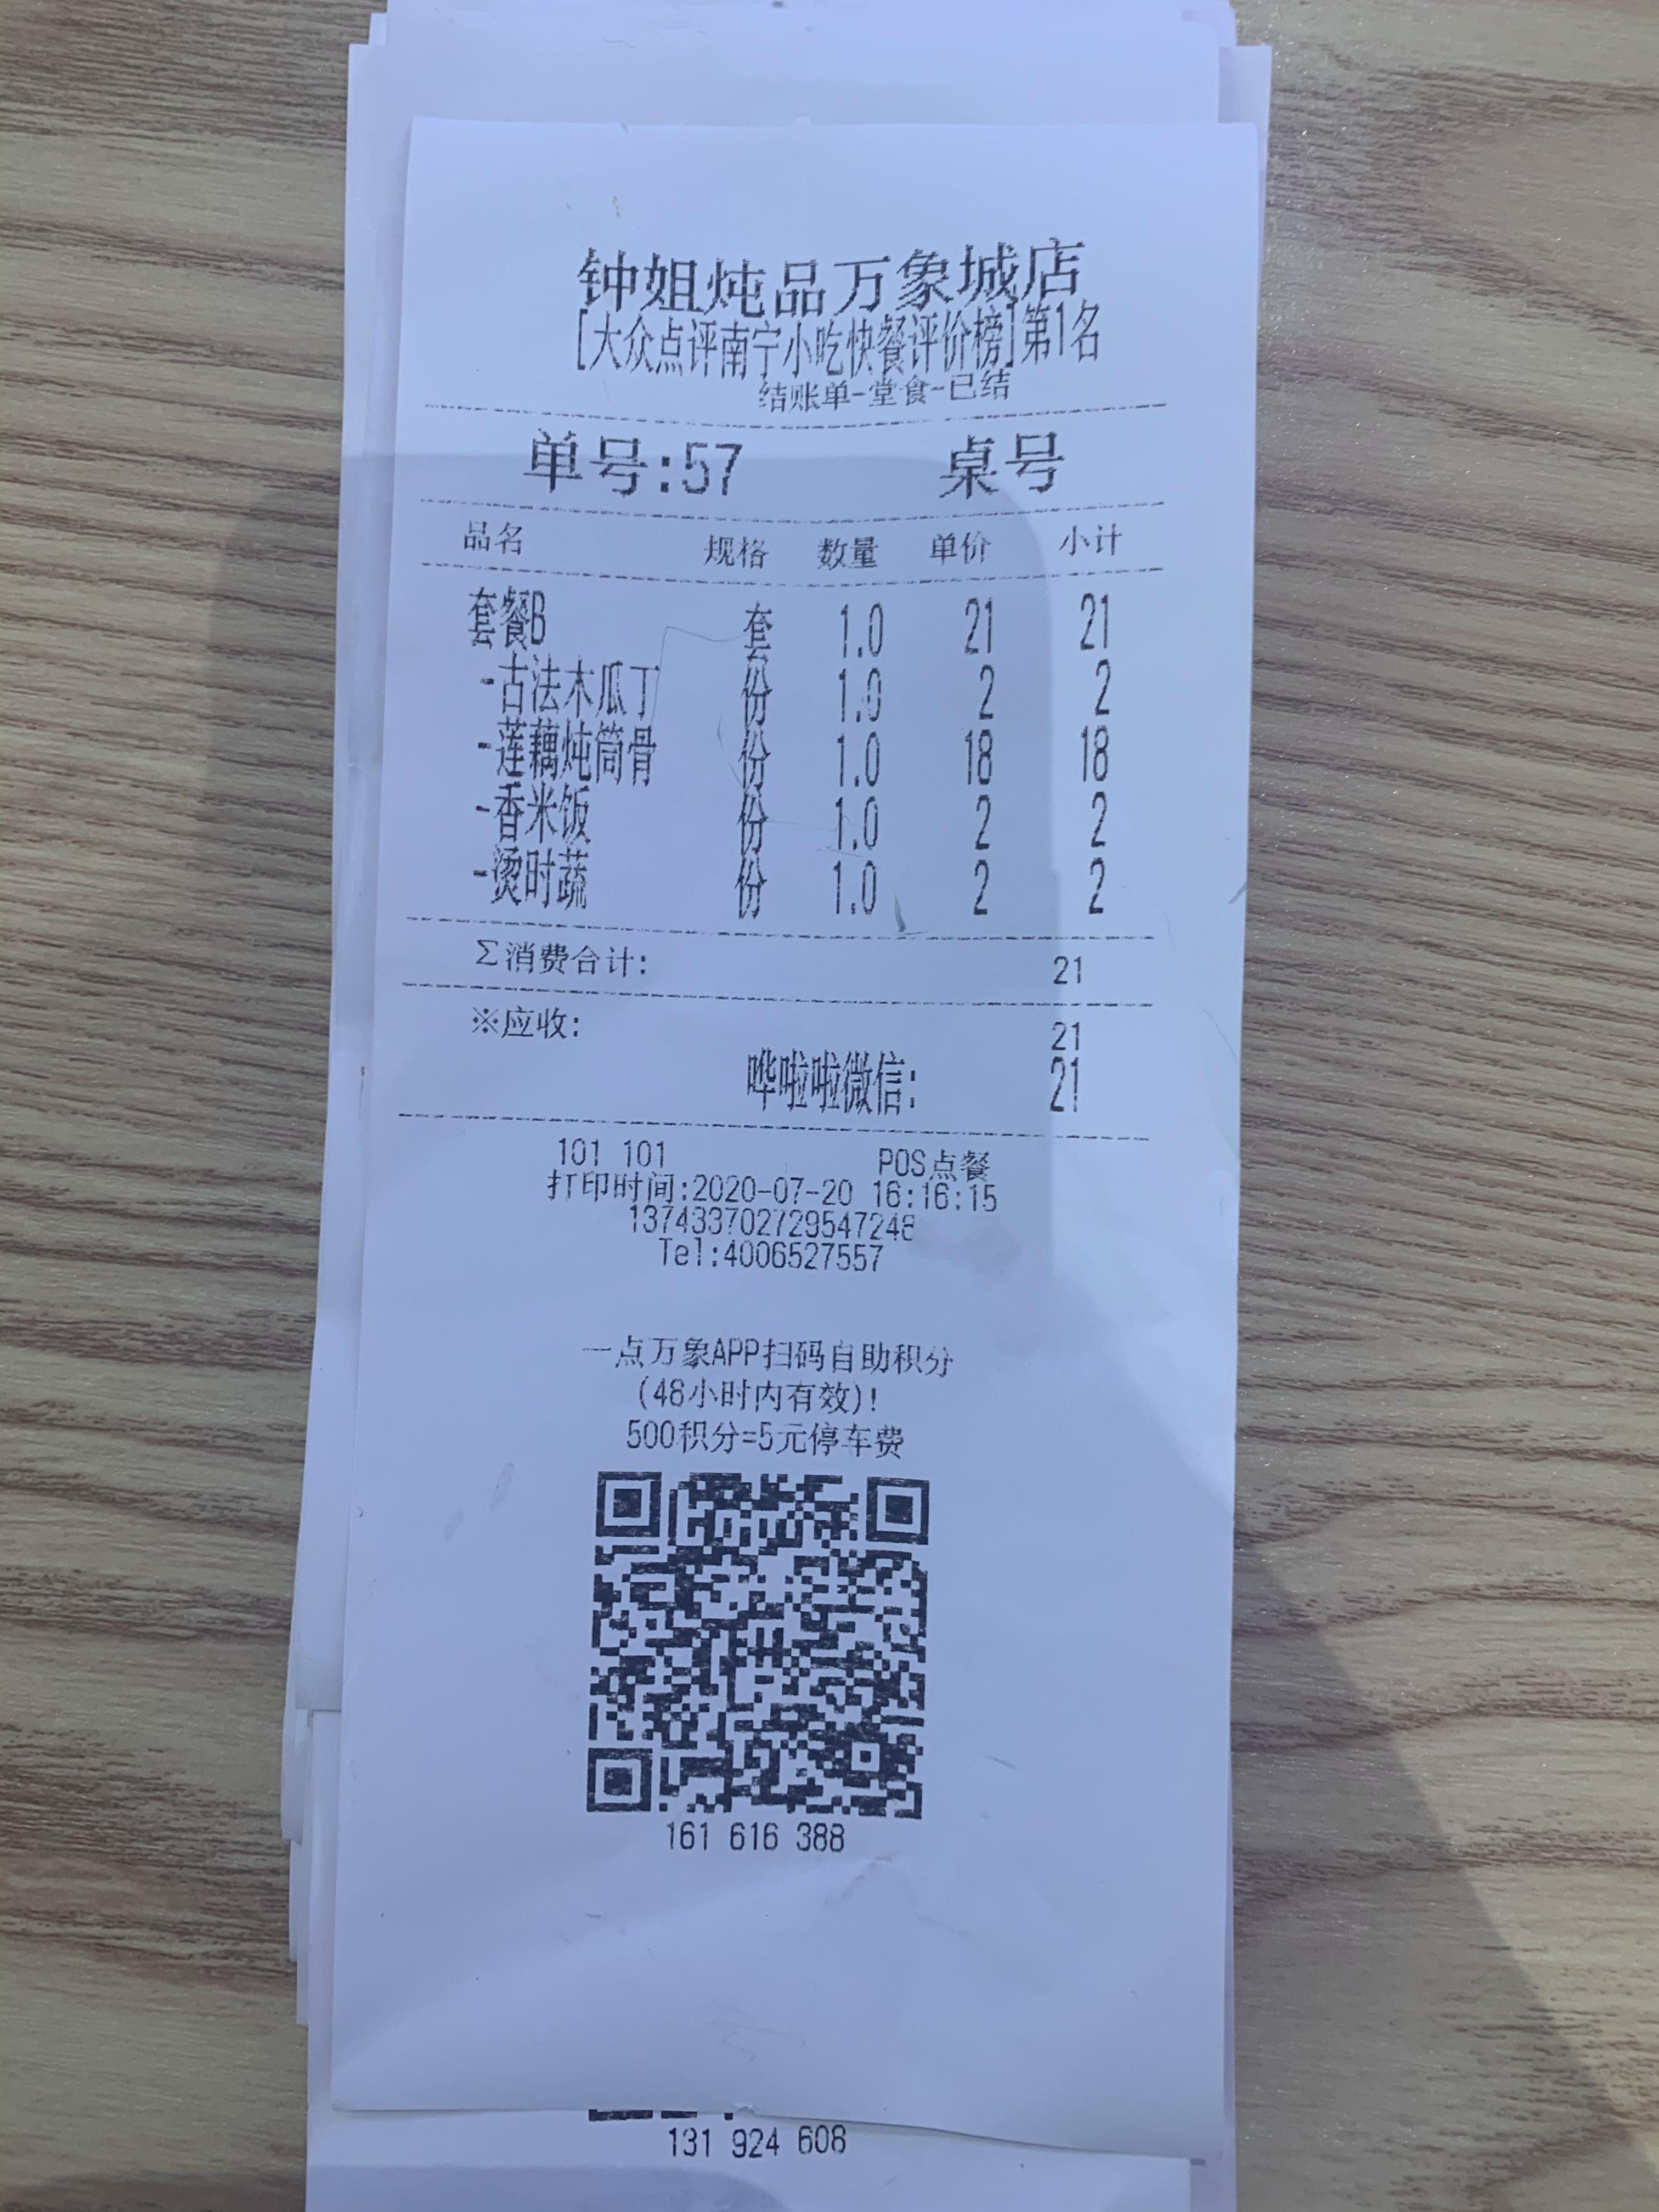 钟姐炖品万象城店
[大众点评南宁小吃快餐评价榜]第1名
结账单-堂食-已结
单号:57 桌号
品名 规格 数量 单价 小计
套餐B 套 1.0 21 21
-古法木瓜丁 份 1.0 2 2
-莲藕炖筒骨 份 1.0 18 18
-香米饭 份 1.0 2 2
-烫时蔬 份 1.0 2 2
Σ消费合计: 21
※应收: 21
哗啦啦微信: 21
101 101 POS点餐
打印时间:2020-07-20 16:16:15
137433702729547248
Tel:4006527557
一点万象APP扫码自助积分
(48小时内有效)!
500积分=5元停车费
161 616 388
131 924 608